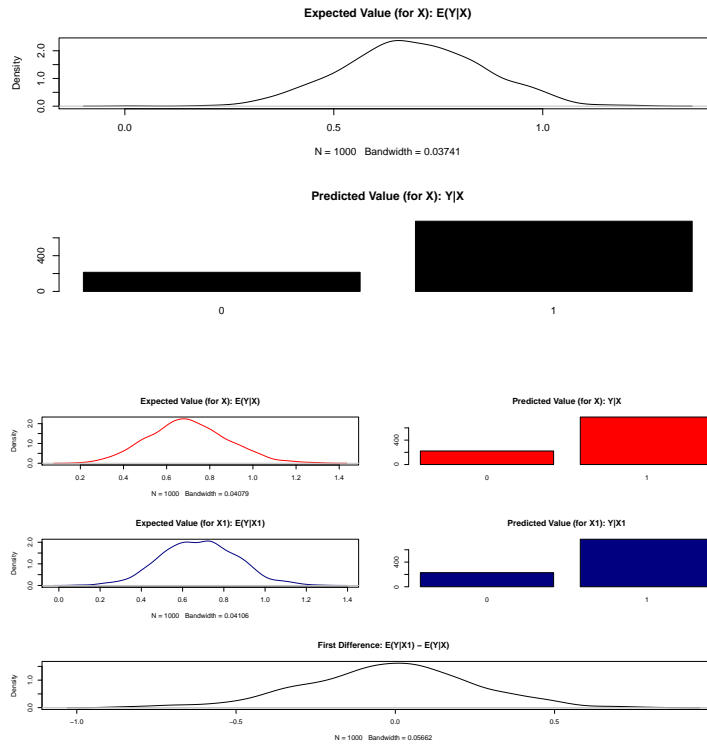 Expected Value (for X): E(Y|X)
Density
0.0 2.0
0.0 0.5 1.0
N = 1000 Bandwidth = 0.03741
Predicted Value (for X): Y|X
0 400
0 1
Expected Value (for X): E(Y|X)
Density
0.0 1.0 2.0
0.2 0.4 0.6 0.8 1.0 1.2 1.4
N = 1000 Bandwidth = 0.04079
Predicted Value (for X): Y|X
0 400
0 1
Expected Value (for X1): E(Y|X1)
Density
0.0 1.0 2.0
0.0 0.2 0.4 0.6 0.8 1.0 1.2 1.4
N = 1000 Bandwidth = 0.04106
Predicted Value (for X1): Y|X1
0 400
0 1
First Difference: E(Y|X1) − E(Y|X)
Density
0.0 1.0
−1.0 −0.5 0.0 0.5
N = 1000 Bandwidth = 0.05662